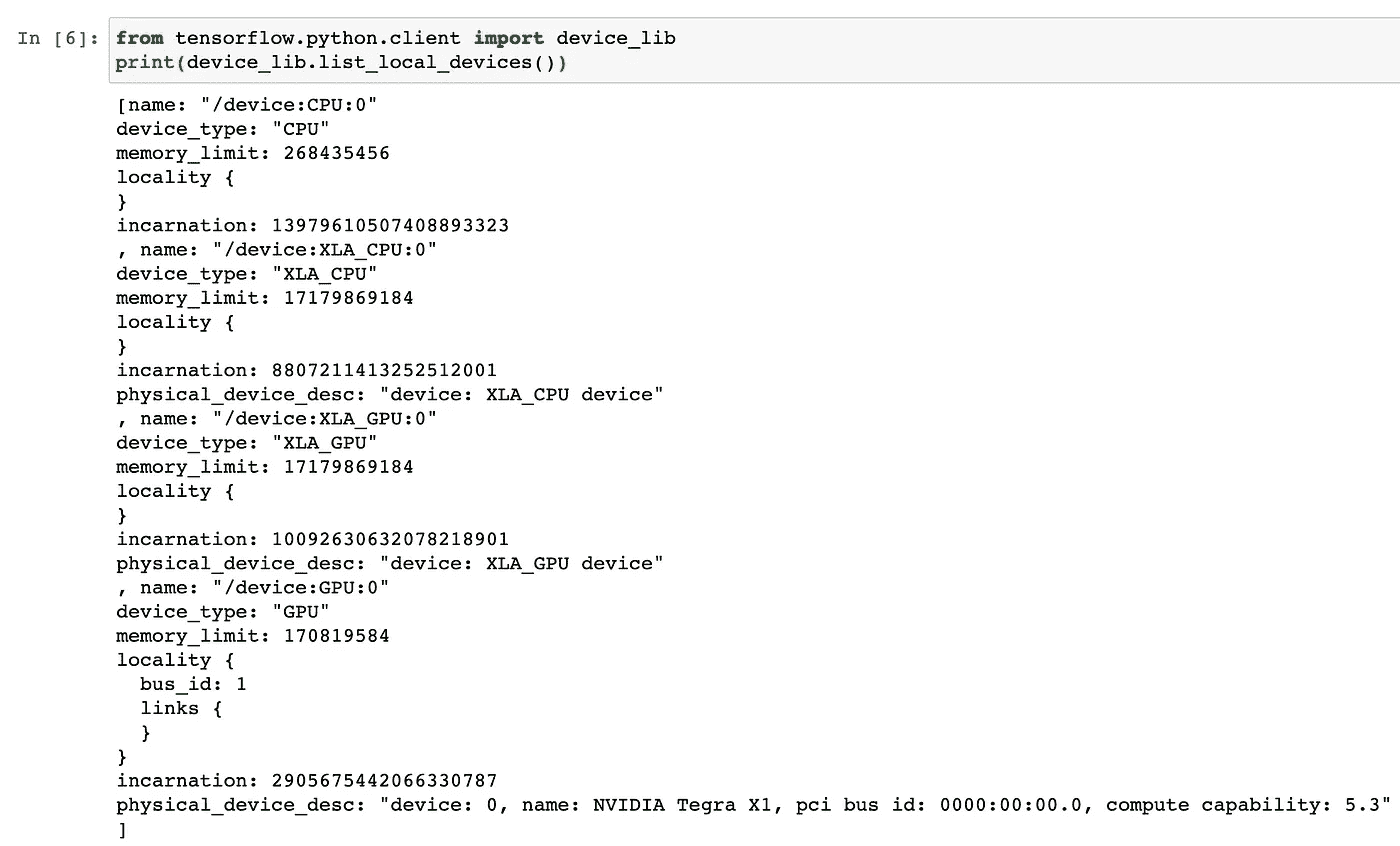 In [6]: from tensorflow.python.client import device_lib
print(device_lib.list_local_devices())
[name: "/device:CPU:0"
device_type: "CPU"
memory_limit: 268435456
locality {
}
incarnation: 13979610507408893323
, name: "/device:XLA_CPU:0"
device_type: "XLA_CPU"
memory_limit: 17179869184
locality {
}
incarnation: 8807211413252512001
physical_device_desc: "device: XLA_CPU device"
, name: "/device:XLA_GPU:0"
device_type: "XLA_GPU"
memory_limit: 17179869184
locality {
}
incarnation: 10092630632078218901
physical_device_desc: "device: XLA_GPU device"
, name: "/device:GPU:0"
device_type: "GPU"
memory_limit: 170819584
locality {
  bus_id: 1
  links {
  }
}
incarnation: 2905675442066330787
physical_device_desc: "device: 0, name: NVIDIA Tegra X1, pci bus id: 0000:00:00.0, compute capability: 5.3"
]